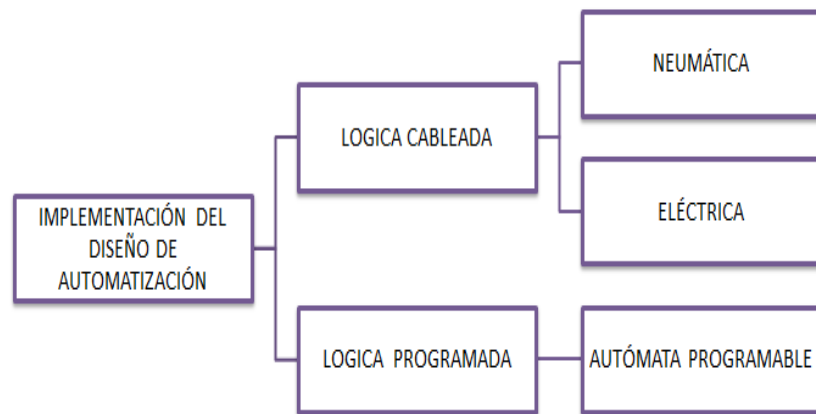 NEUMÁTICA
LOGICA CABLEADA
ELÉCTRICA
IMPLEMENTACIÓN DEL
DISEÑO DE
AUTOMATIZACIÓN
LOGICA PROGRAMADA
AUTÓMATA PROGRAMABLE